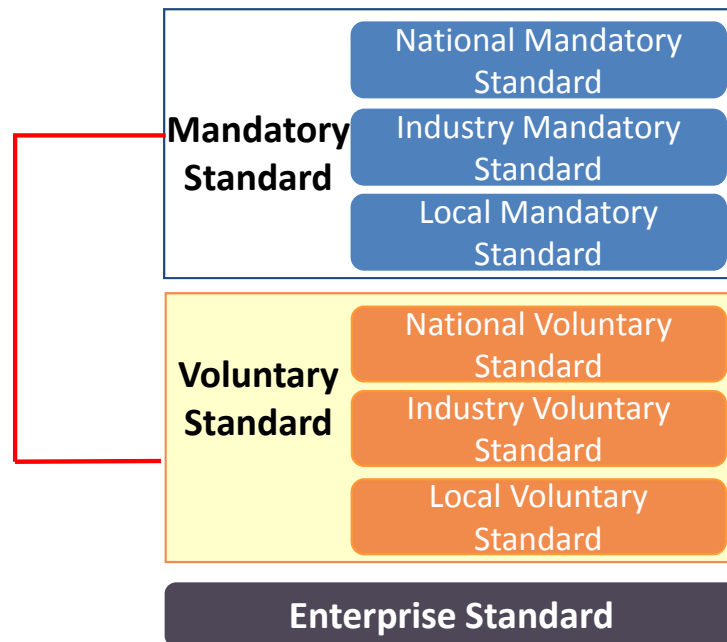 National Mandatory
Standard
Mandatory
Standard
Industry Mandatory
Standard
Local Mandatory
Standard
National Voluntary
Standard
Voluntary
Standard
Industry Voluntary
Standard
Local Voluntary
Standard
Enterprise Standard